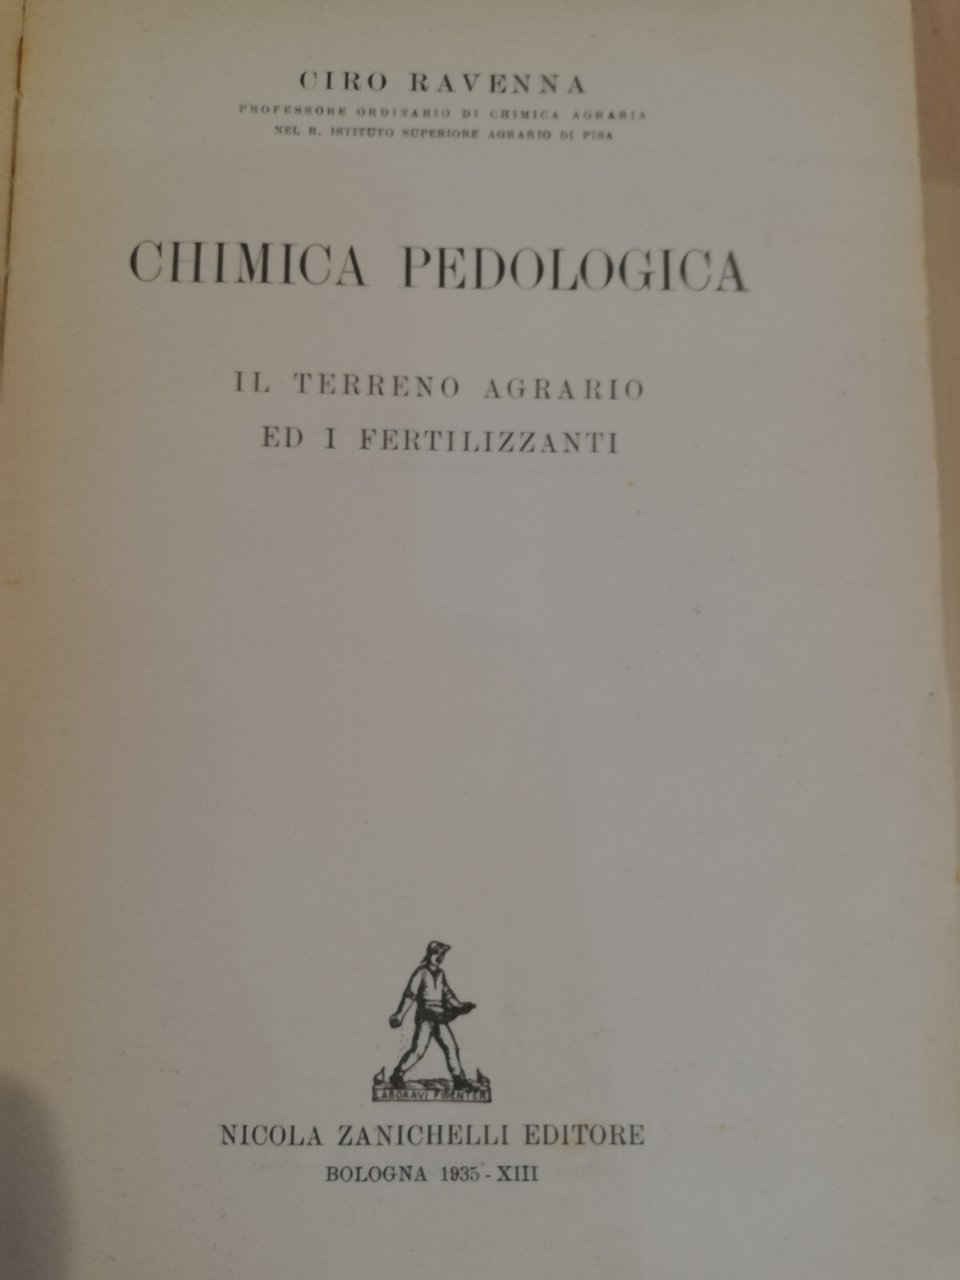 CIRO RAVENNA
PROFESSORE ORDINARIO DI CHIMICA AGRARIA
NEL R. ISTITUTO SUPERIORE AGRARIO DI PISA
CHIMICA PEDOLOGICA
IL TERRENO AGRARIO
ED I FERTILIZZANTI
LABORAVI FIDENTER
NICOLA ZANICHELLI EDITORE
BOLOGNA 1935 - XIII